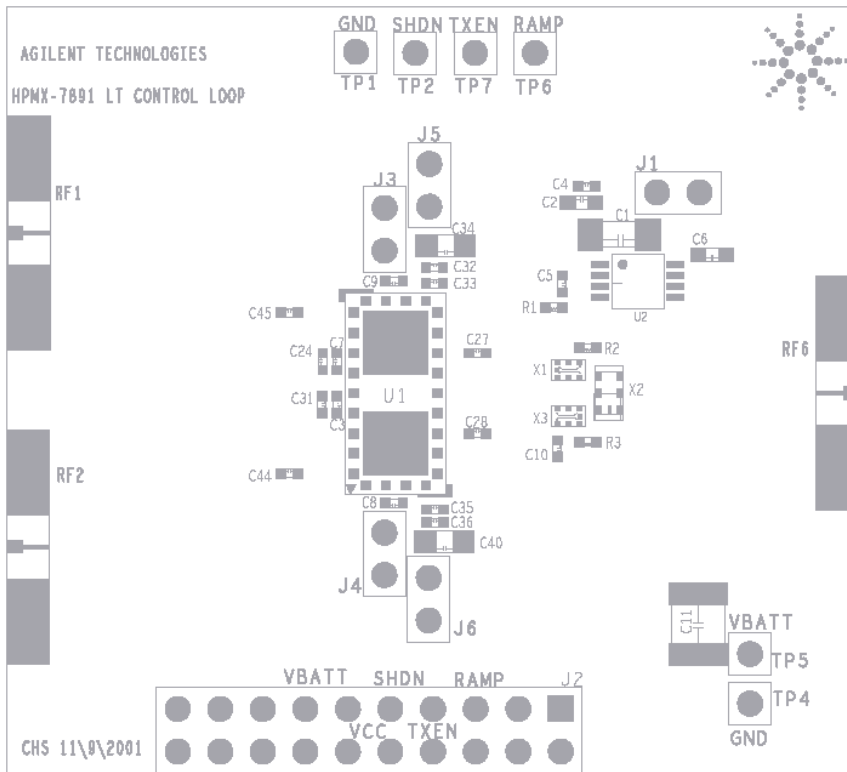 GND SHDN TXEN RAMP
AGILENT TECHNOLOGIES
TP1 TP2 TP7 TP6
HPMX-7891 LT CONTROL LOOP
J5
J1
J3
RF1
C4
C2
C34
C1
C32
C6
C9
C33
C5
C45
R1
U2
C24 C7
C27
R2
RF6
X1
U1
X2
C31 C3
X3
C28
R3
C10
RF2
C44
C8
C35
C36
C40
J4
J6
C11
VBATT
TP5
VBATT SHDN RAMP J2
TP4
VCC TXEN
GND
CHS 11\9\2001